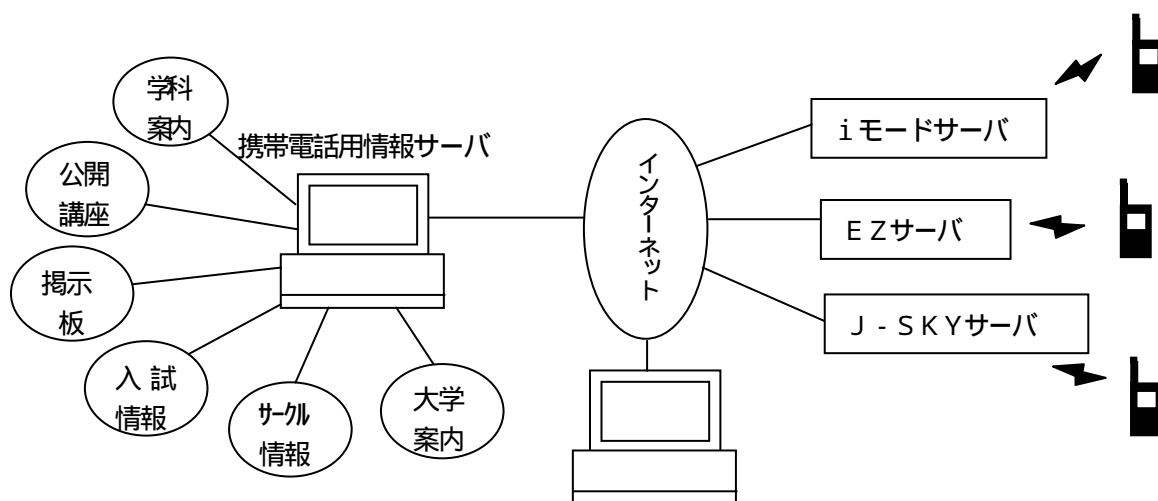 学科
案内
携帯電話用情報サーバ
公開
講座
掲示
板
入 試
情報
サークル
情報
大学
案内
インターネット
iモードサーバ
EZサーバ
J-SKYサーバ